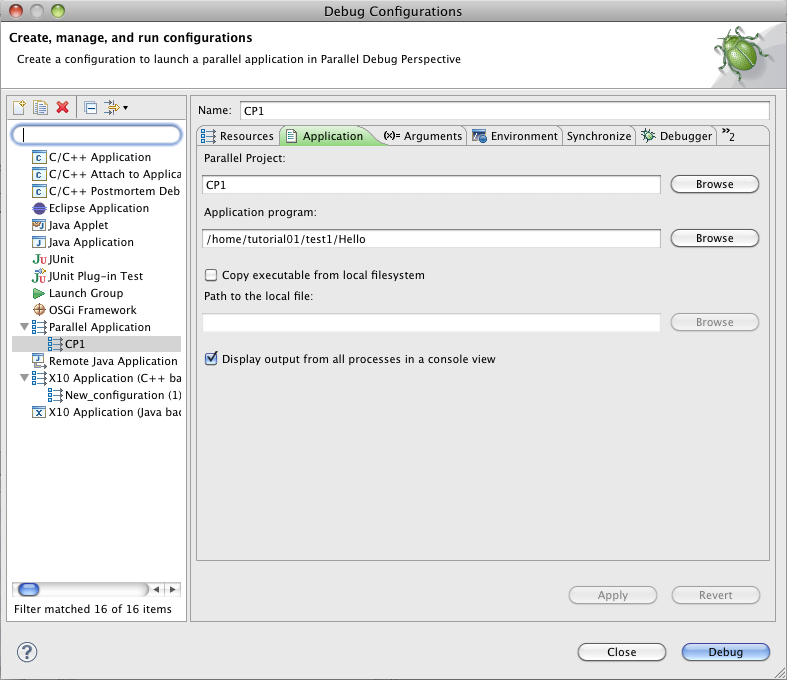 Debug Configurations
Create, manage, and run configurations
Create a configuration to launch a parallel application in Parallel Debug Perspective
Name: CP1
Resources Application (x)= Arguments Environment Synchronize Debugger »2
C/C++ Application
C/C++ Attach to Applica
C/C++ Postmortem Deb
Eclipse Application
Java Applet
Java Application
JUnit
JUnit Plug-in Test
Launch Group
OSGi Framework
Parallel Application
CP1
Remote Java Application
X10 Application (C++ ba
New_configuration (1)
X10 Application (Java bac
Filter matched 16 of 16 items
Parallel Project:
CP1 Browse
Application program:
/home/tutorial01/test1/Hello Browse
Copy executable from local filesystem
Path to the local file:
Browse
Display output from all processes in a console view
Apply Revert
? Close Debug